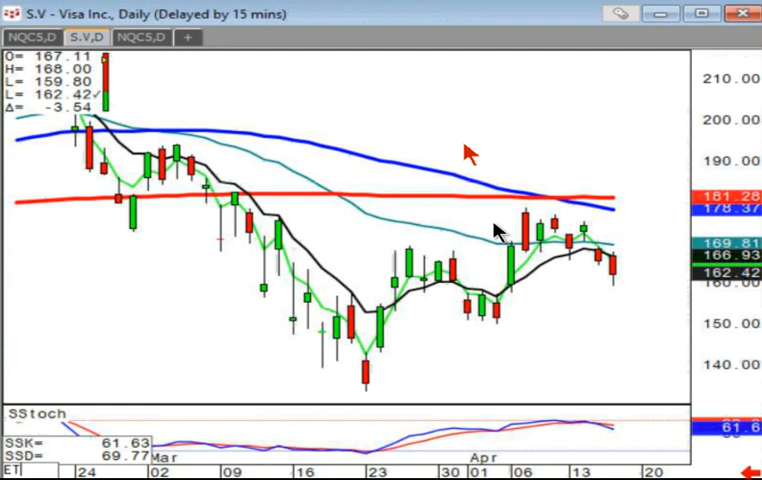 S.V - Visa Inc., Daily (Delayed by 15 mins)
NQC5,D S.V,D NQC5,D +
O= 167.11
H= 168.00
L= 159.80
L= 162.42✓
Δ= -3.54
210.00
200.00
190.00
181.28
178.37
169.81
166.93
162.42
150.00
140.00
SStoch
SSK= 61.63
SSD= 69.77
61.6
Mar
Apr
ET
24 02 09 16 23 30 01 06 13 20